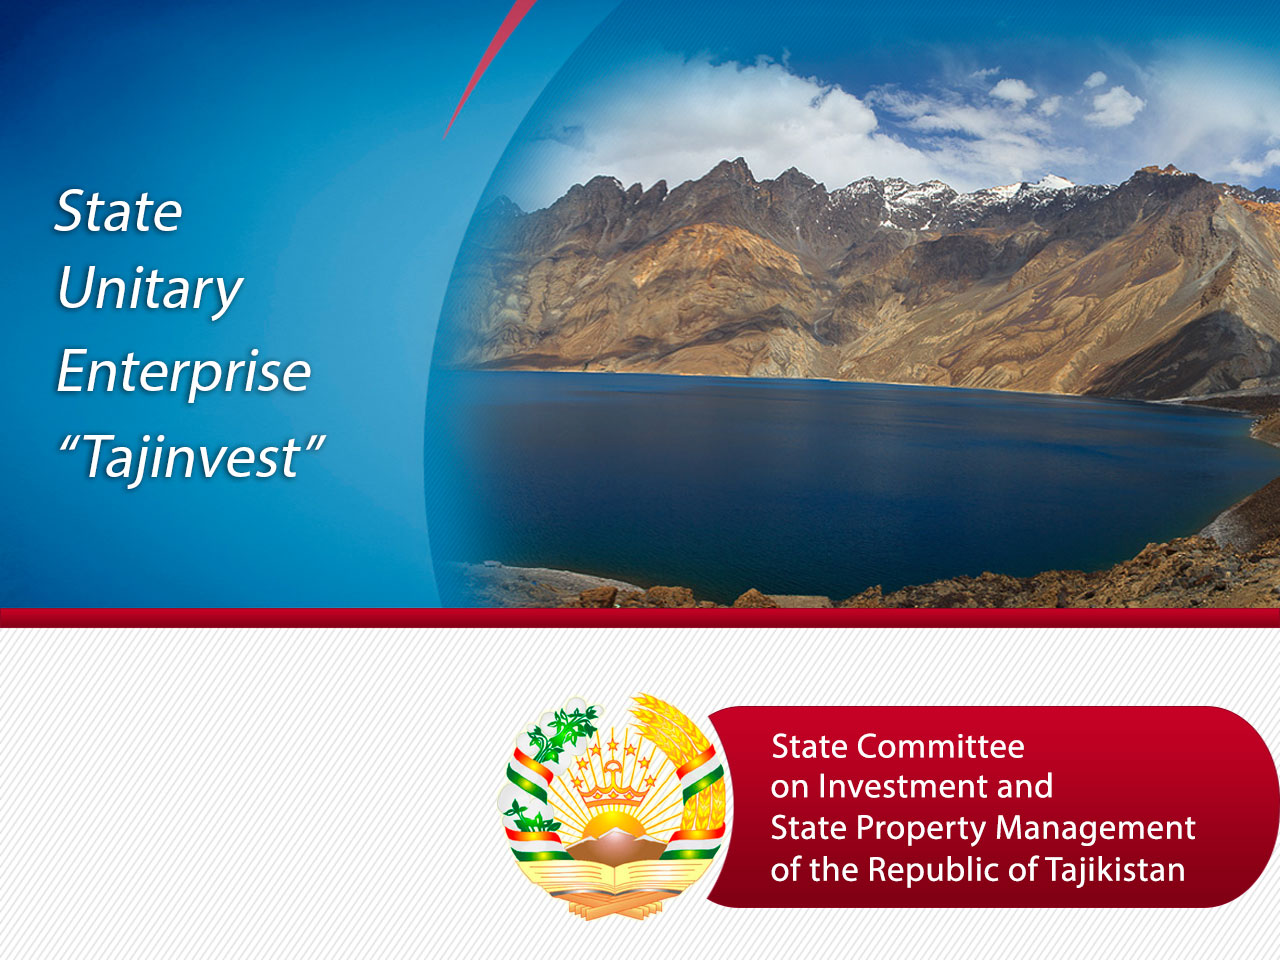 State
Unitary
Enterprise
“Tajinvest”
State Committee
on Investment and
State Property Management
of the Republic of Tajikistan